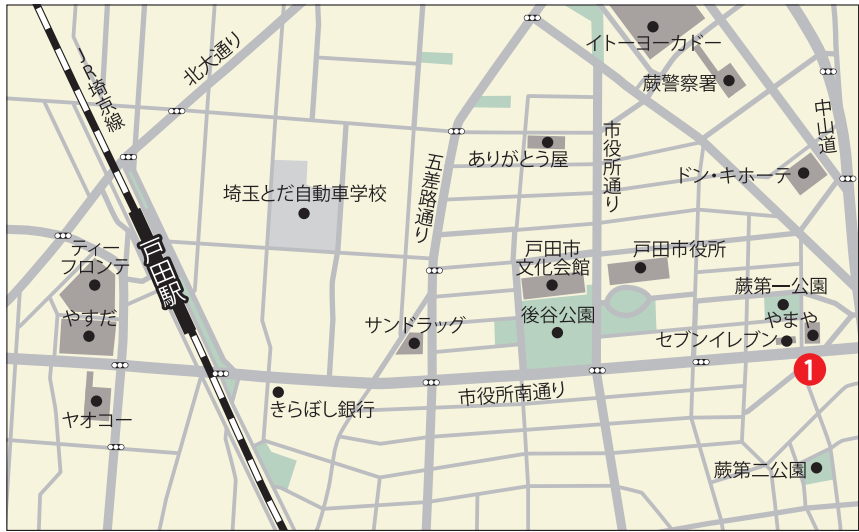 イトーヨーカドー
北大通り
JR埼京線
蕨警察署
中山道
市役所通り
ありがとう屋
五差路通り
ドン・キホーテ
埼玉とだ自動車学校
戸田駅
ティー
フロンテ
戸田市
文化会館
戸田市役所
蕨第一公園
やすだ
サンドラッグ
後谷公園
やまや
セブンイレブン
1
市役所南通り
きらぼし銀行
ヤオコー
蕨第二公園